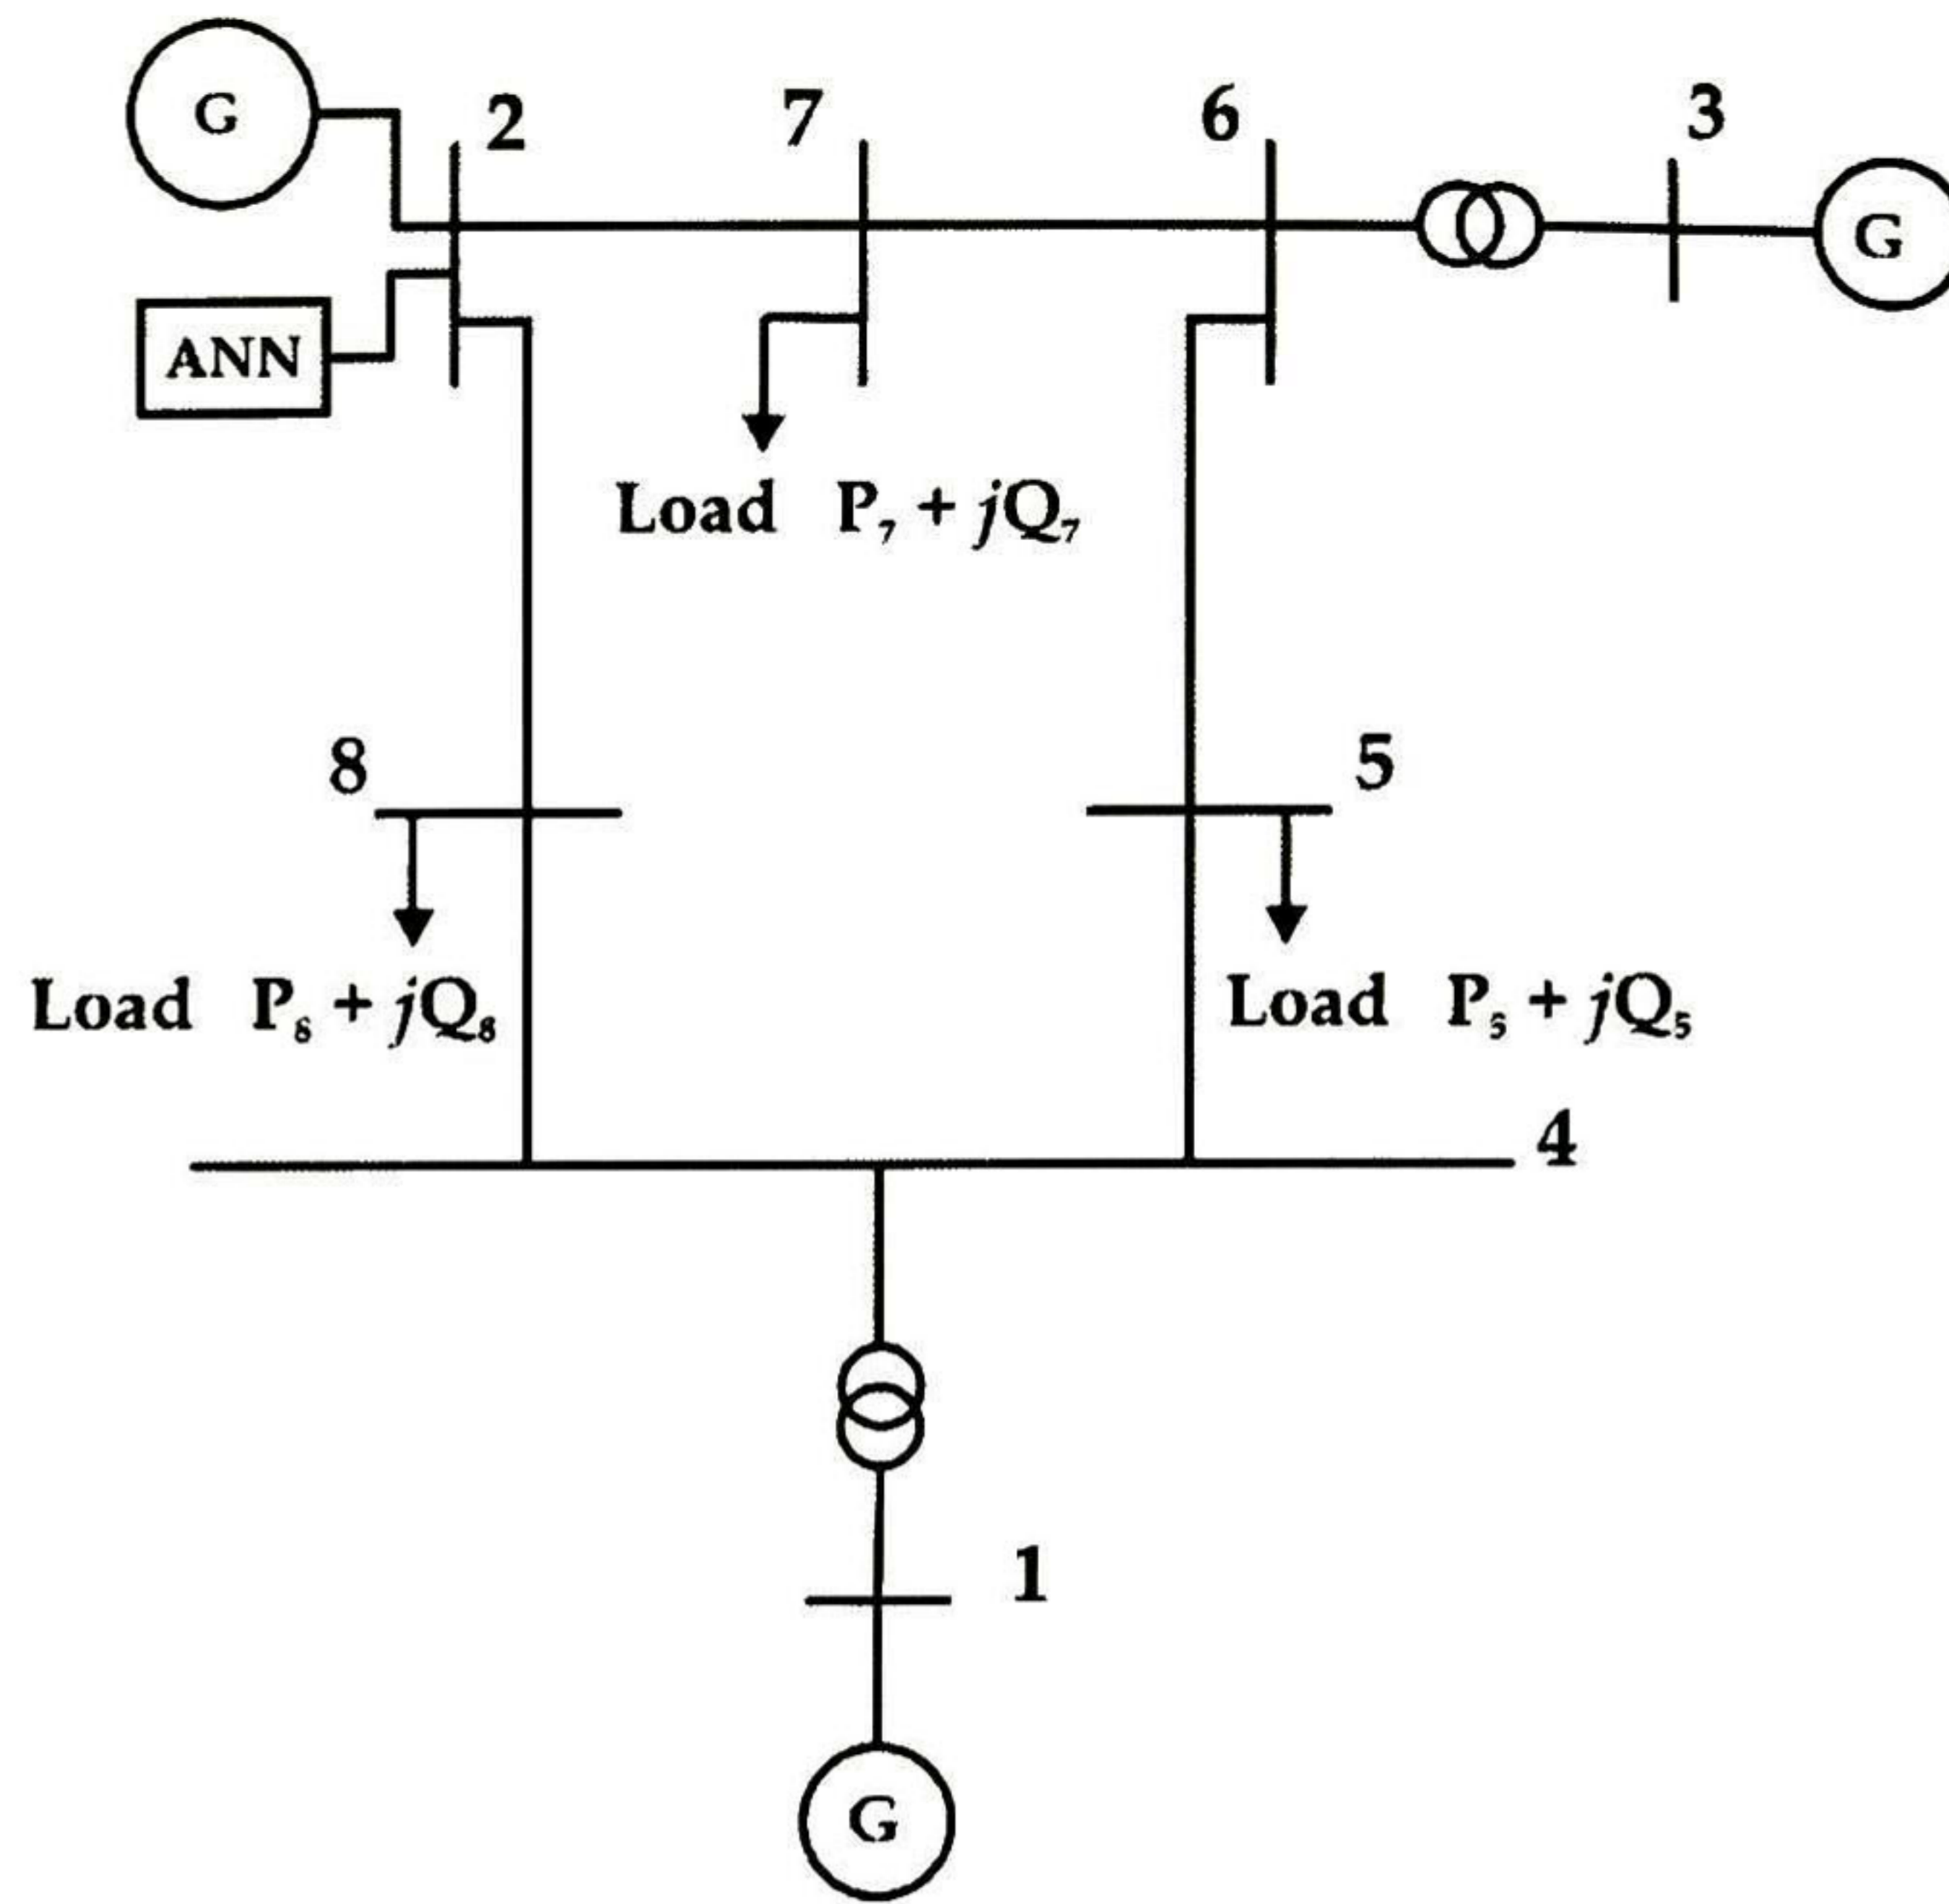 G
2
7
6
3
G
ANN
Load P₇ + jQ₇
8
5
Load P₈ + jQ₈
Load P₅ + jQ₅
4
1
G